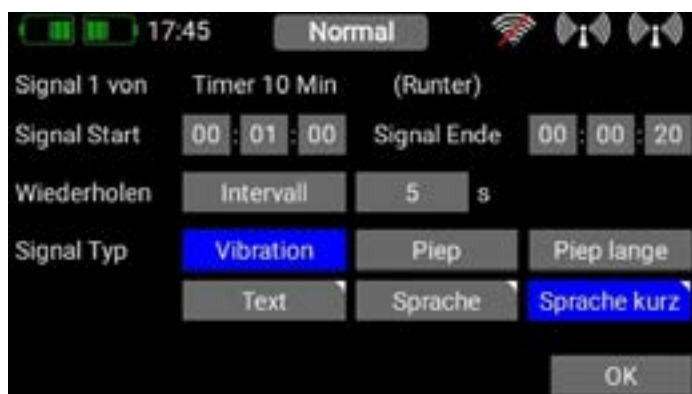 17:45 Normal
Signal 1 von Timer 10 Min (Runter)
Signal Start 00 : 01 : 00 Signal Ende 00 : 00 : 20
Wiederholen Intervall 5 s
Signal Typ Vibration Piep Piep lange
Text Sprache Sprache kurz
OK